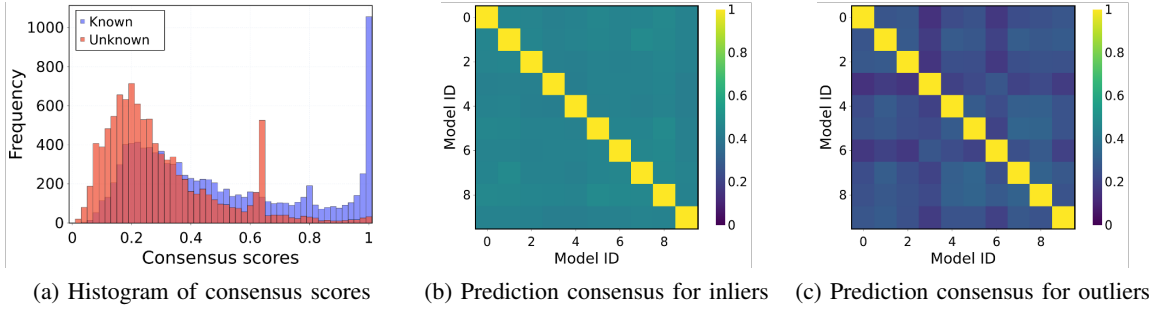 Known
Unknown
1000
800
600
400
200
0
Frequency
0 0.2 0.4 0.6 0.8 1
Consensus scores
(a) Histogram of consensus scores
0
2
4
6
8
Model ID
0 2 4 6 8
Model ID
1
0.8
0.6
0.4
0.2
0
(b) Prediction consensus for inliers
0
2
4
6
8
Model ID
0 2 4 6 8
Model ID
1
0.8
0.6
0.4
0.2
0
(c) Prediction consensus for outliers